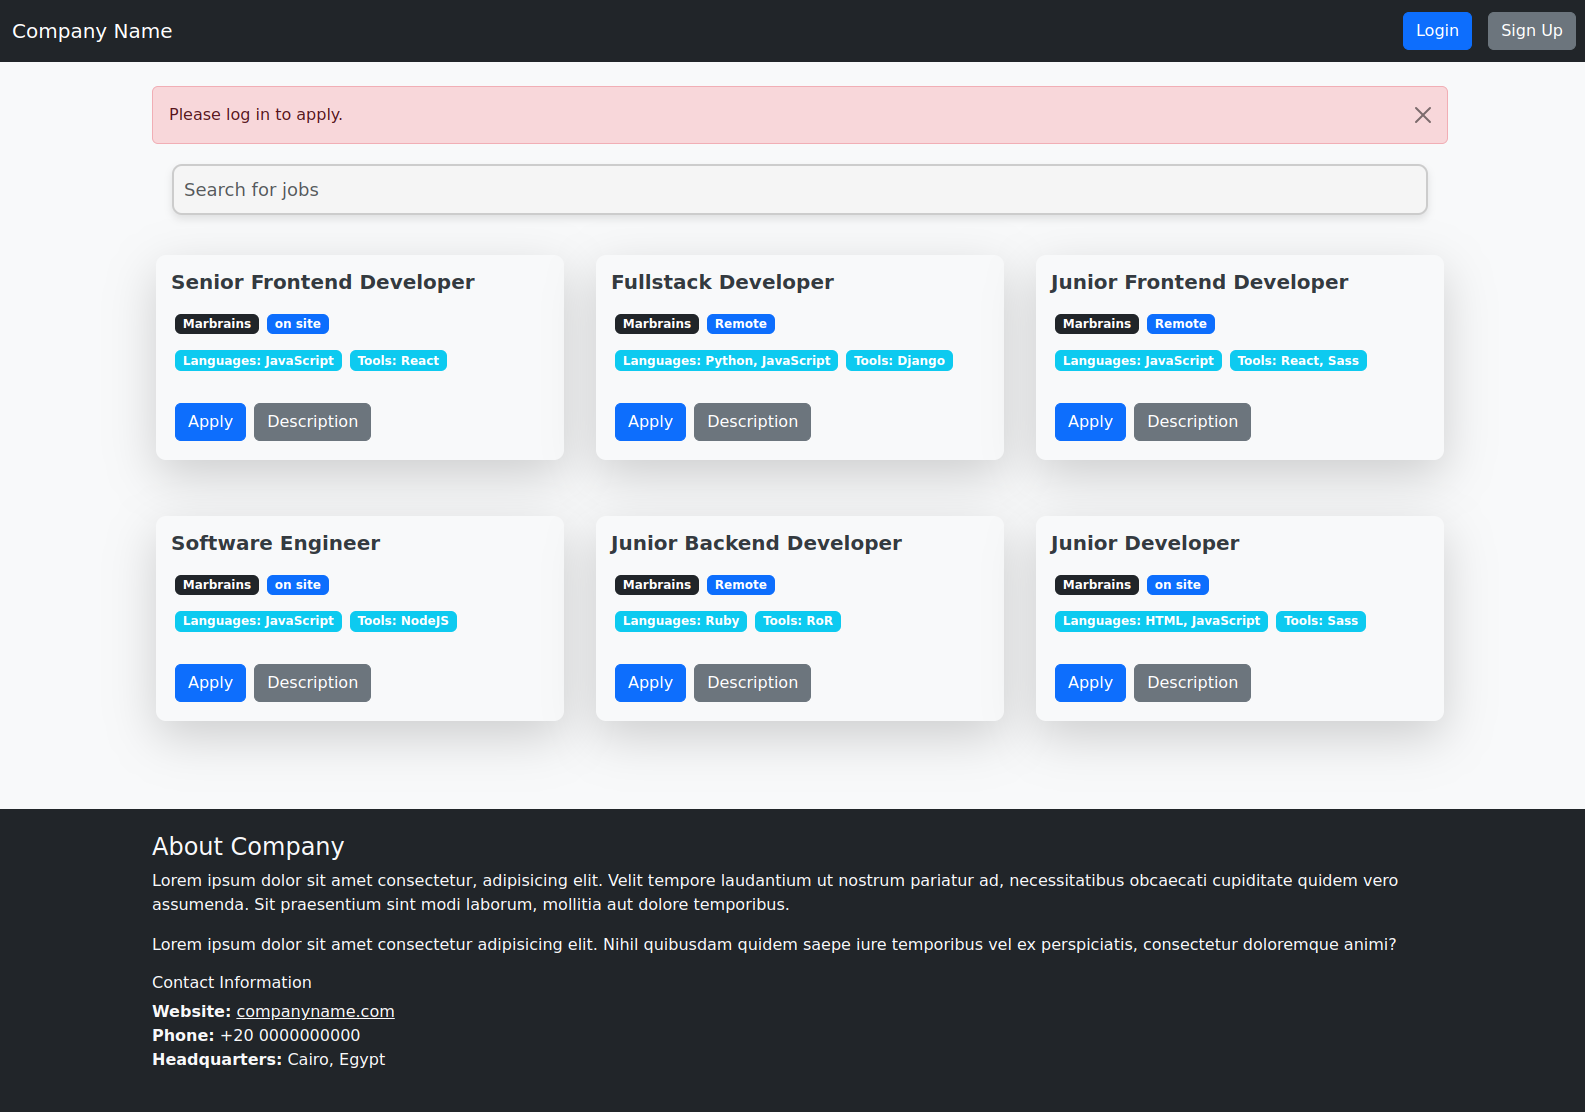 Company Name
Login
Sign Up
Please log in to apply.
Search for jobs
Senior Frontend Developer
Marbrains
on site
Languages: JavaScript
Tools: React
Apply
Description
Fullstack Developer
Marbrains
Remote
Languages: Python, JavaScript
Tools: Django
Apply
Description
Junior Frontend Developer
Marbrains
Remote
Languages: JavaScript
Tools: React, Sass
Apply
Description
Software Engineer
Marbrains
on site
Languages: JavaScript
Tools: NodeJS
Apply
Description
Junior Backend Developer
Marbrains
Remote
Languages: Ruby
Tools: RoR
Apply
Description
Junior Developer
Marbrains
on site
Languages: HTML, JavaScript
Tools: Sass
Apply
Description
About Company
Lorem ipsum dolor sit amet consectetur, adipisicing elit. Velit tempore laudantium ut nostrum pariatur ad, necessitatibus obcaecati cupiditate quidem vero
assumenda. Sit praesentium sint modi laborum, mollitia aut dolore temporibus.
Lorem ipsum dolor sit amet consectetur adipisicing elit. Nihil quibusdam quidem saepe iure temporibus vel ex perspiciatis, consectetur doloremque animi?
Contact Information
Website: companyname.com
Phone: +20 0000000000
Headquarters: Cairo, Egypt